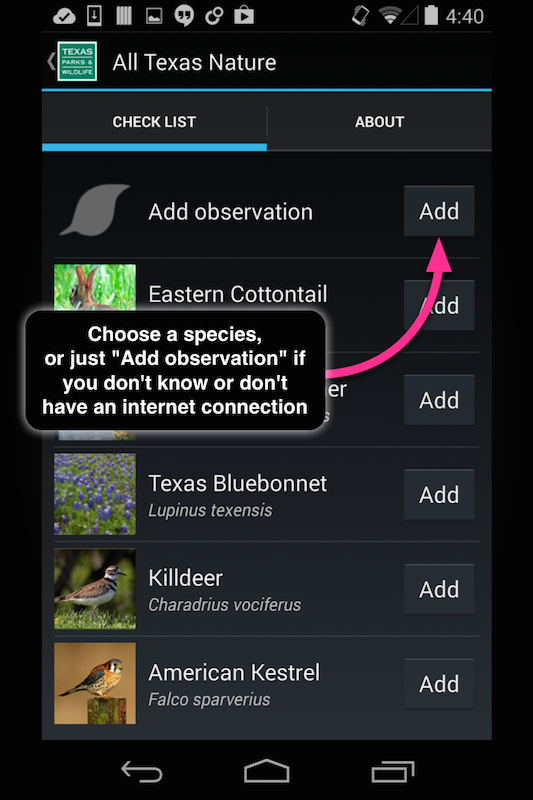 4:40
TEXAS
PARKS &
WILDLIFE
All Texas Nature
CHECK LIST
ABOUT
Add observation
Add
Eastern Cottontail
Add
Choose a species,
or just "Add observation" if
you don't know or don't
have an internet connection
Add
Texas Bluebonnet
Lupinus texensis
Add
Killdeer
Charadrius vociferus
Add
American Kestrel
Falco sparverius
Add